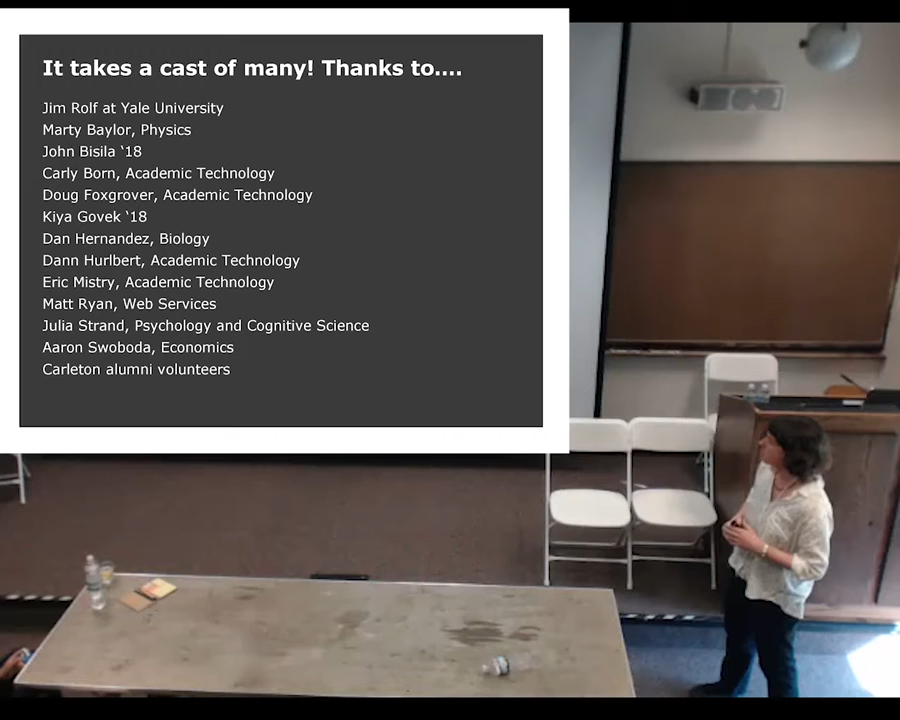 It takes a cast of many! Thanks to....
Jim Rolf at Yale University
Marty Baylor, Physics
John Bisila ‘18
Carly Born, Academic Technology
Doug Foxgrover, Academic Technology
Kiya Govek ‘18
Dan Hernandez, Biology
Dann Hurlbert, Academic Technology
Eric Mistry, Academic Technology
Matt Ryan, Web Services
Julia Strand, Psychology and Cognitive Science
Aaron Swoboda, Economics
Carleton alumni volunteers